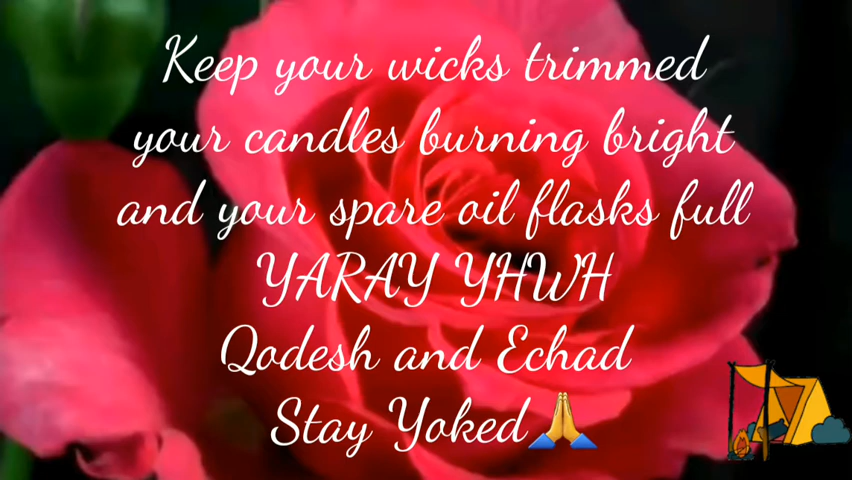 Keep your wicks trimmed
your candles burning bright
and your spare oil flasks full
YARAY YHWH
Qodesh and Echad
Stay Yoked🙏